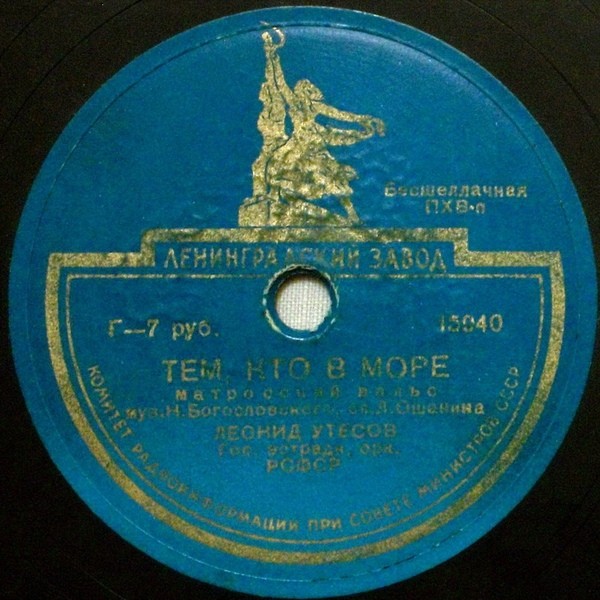 Бесшеллачная
ПХВ-п
ЛЕНИНГРАДСКИЙ ЗАВОД
Г—7 руб.
15940
ТЕМ, КТО В МОРЕ
матросский вальс
муз. Н. Богословского, сл. Л. Ошанина
ЛЕОНИД УТЕСОВ
Гос. эстрадн. орк.
РСФСР
КОМИТЕТ РАДИОИНФОРМАЦИИ ПРИ СОВЕТЕ МИНИСТРОВ СССР